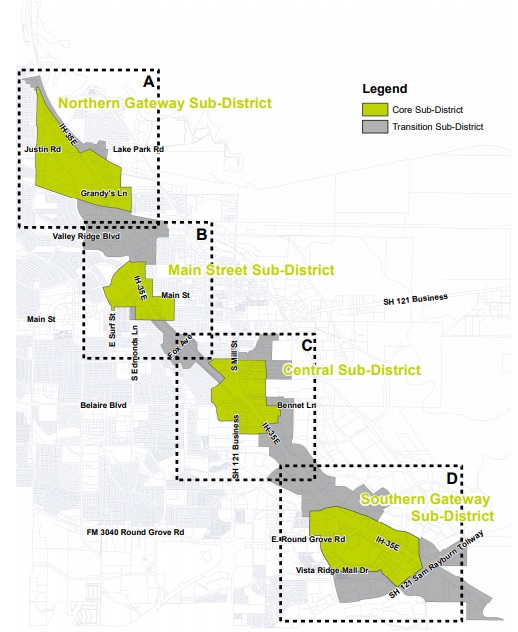 A
Northern Gateway Sub-District
Legend
Core Sub-District
Transition Sub-District
IH-35E
Justin Rd
Lake Park Rd
Grandy's Ln
Valley Ridge Blvd
B
Main Street Sub-District
IH-35E
Main St
SH 121 Business
Main St
E Surf St
S Edmonds Ln
Fox Ave
S Mill St
C
Central Sub-District
Belaire Blvd
Bennet Ln
SH 121 Business
IH-35E
D
Southern Gateway
Sub-District
FM 3040 Round Grove Rd
E. Round Grove Rd
IH-35E
Vista Ridge Mall Dr
SH 121 Sam Rayburn Tollway